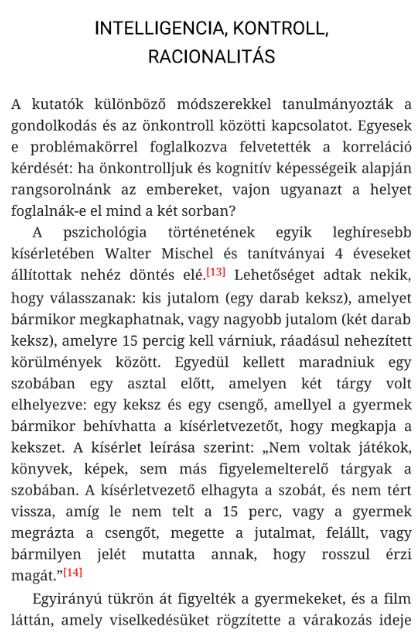 INTELLIGENCIA, KONTROLL,
RACIONALITÁS
A kutatók különböző módszerekkel tanulmányozták a
gondolkodás és az önkontroll közötti kapcsolatot. Egyesek
e problémakörrel foglalkozva felvetették a korreláció
kérdését: ha önkontrolljuk és kognitív képességeik alapján
rangsorolnánk az embereket, vajon ugyanazt a helyet
foglalnák-e el mind a két sorban?
A pszichológia történetének egyik leghíresebb
kísérletében Walter Mischel és tanítványai 4 éveseket
állítottak nehéz döntés elé.[13] Lehetőséget adtak nekik,
hogy válasszanak: kis jutalom (egy darab keksz), amelyet
bármikor megkaphatnak, vagy nagyobb jutalom (két darab
keksz), amelyre 15 percig kell várniuk, ráadásul nehezített
körülmények között. Egyedül kellett maradniuk egy
szobában egy asztal előtt, amelyen két tárgy volt
elhelyezve: egy keksz és egy csengő, amellyel a gyermek
bármikor behívhatta a kísérletvezetőt, hogy megkapja a
kekszet. A kísérlet leírása szerint: „Nem voltak játékok,
könyvek, képek, sem más figyelemelterelő tárgyak a
szobában. A kísérletvezető elhagyta a szobát, és nem tért
vissza, amíg le nem telt a 15 perc, vagy a gyermek
megrázta a csengőt, megette a jutalmat, felállt, vagy
bármilyen jelét mutatta annak, hogy rosszul érzi
magát.”[14]
Egyirányú tükrön át figyelték a gyermekeket, és a film
láttán, amely viselkedésüket rögzítette a várakozás ideje